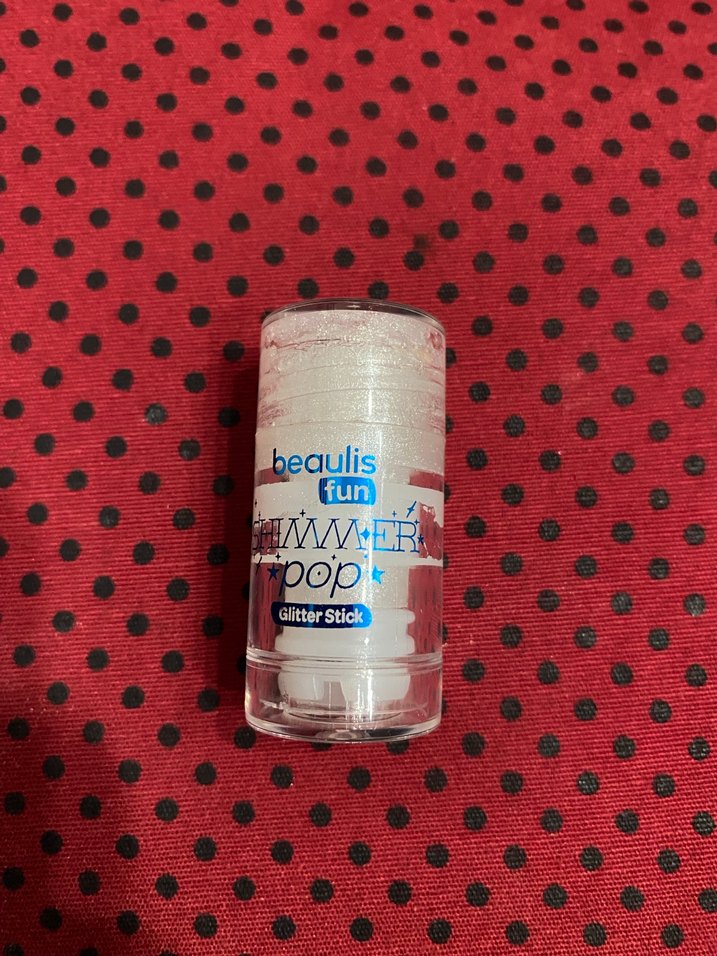 beaulis
fun
SHIMMER
pop
Glitter Stick